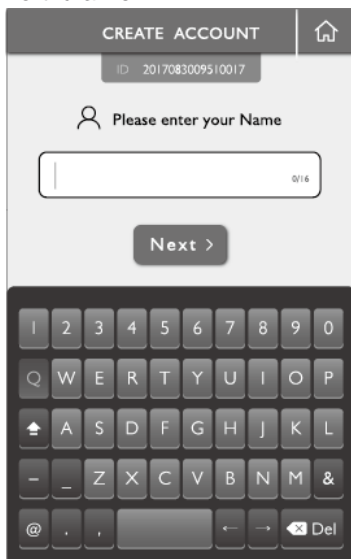 CREATE ACCOUNT
ID 2017083009510017
Please enter your Name
0/16
Next >
1 2 3 4 5 6 7 8 9 0
Q W E R T Y U I O P
A S D F G H J K L
- _ Z X C V B N M &
@ . , ← → Del